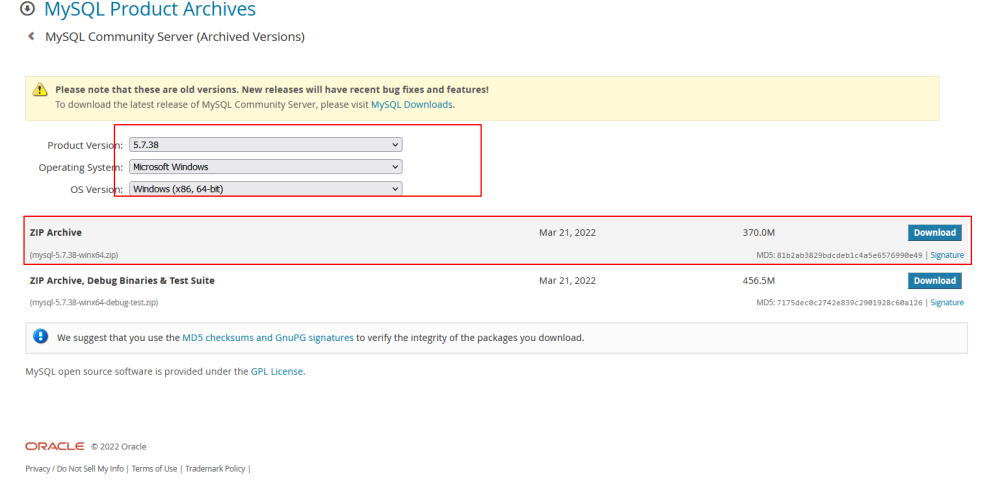 MySQL Product Archives
MySQL Community Server (Archived Versions)
Please note that these are old versions. New releases will have recent bug fixes and features!
To download the latest release of MySQL Community Server, please visit MySQL Downloads.
Product Version: 5.7.38
Operating System: Microsoft Windows
OS Version: Windows (x86, 64-bit)
ZIP Archive Mar 21, 2022 370.0M Download
(mysql-5.7.38-winx64.zip) MD5: 81b2ab3829bdcdeb1c4a5e6576990e49 | Signature
ZIP Archive, Debug Binaries & Test Suite Mar 21, 2022 456.5M Download
(mysql-5.7.38-winx64-debug-test.zip) MD5: 7175dec0c2742e839c2901928c60a126 | Signature
We suggest that you use the MD5 checksums and GnuPG signatures to verify the integrity of the packages you download.
MySQL open source software is provided under the GPL License.
ORACLE © 2022 Oracle
Privacy / Do Not Sell My Info | Terms of Use | Trademark Policy |